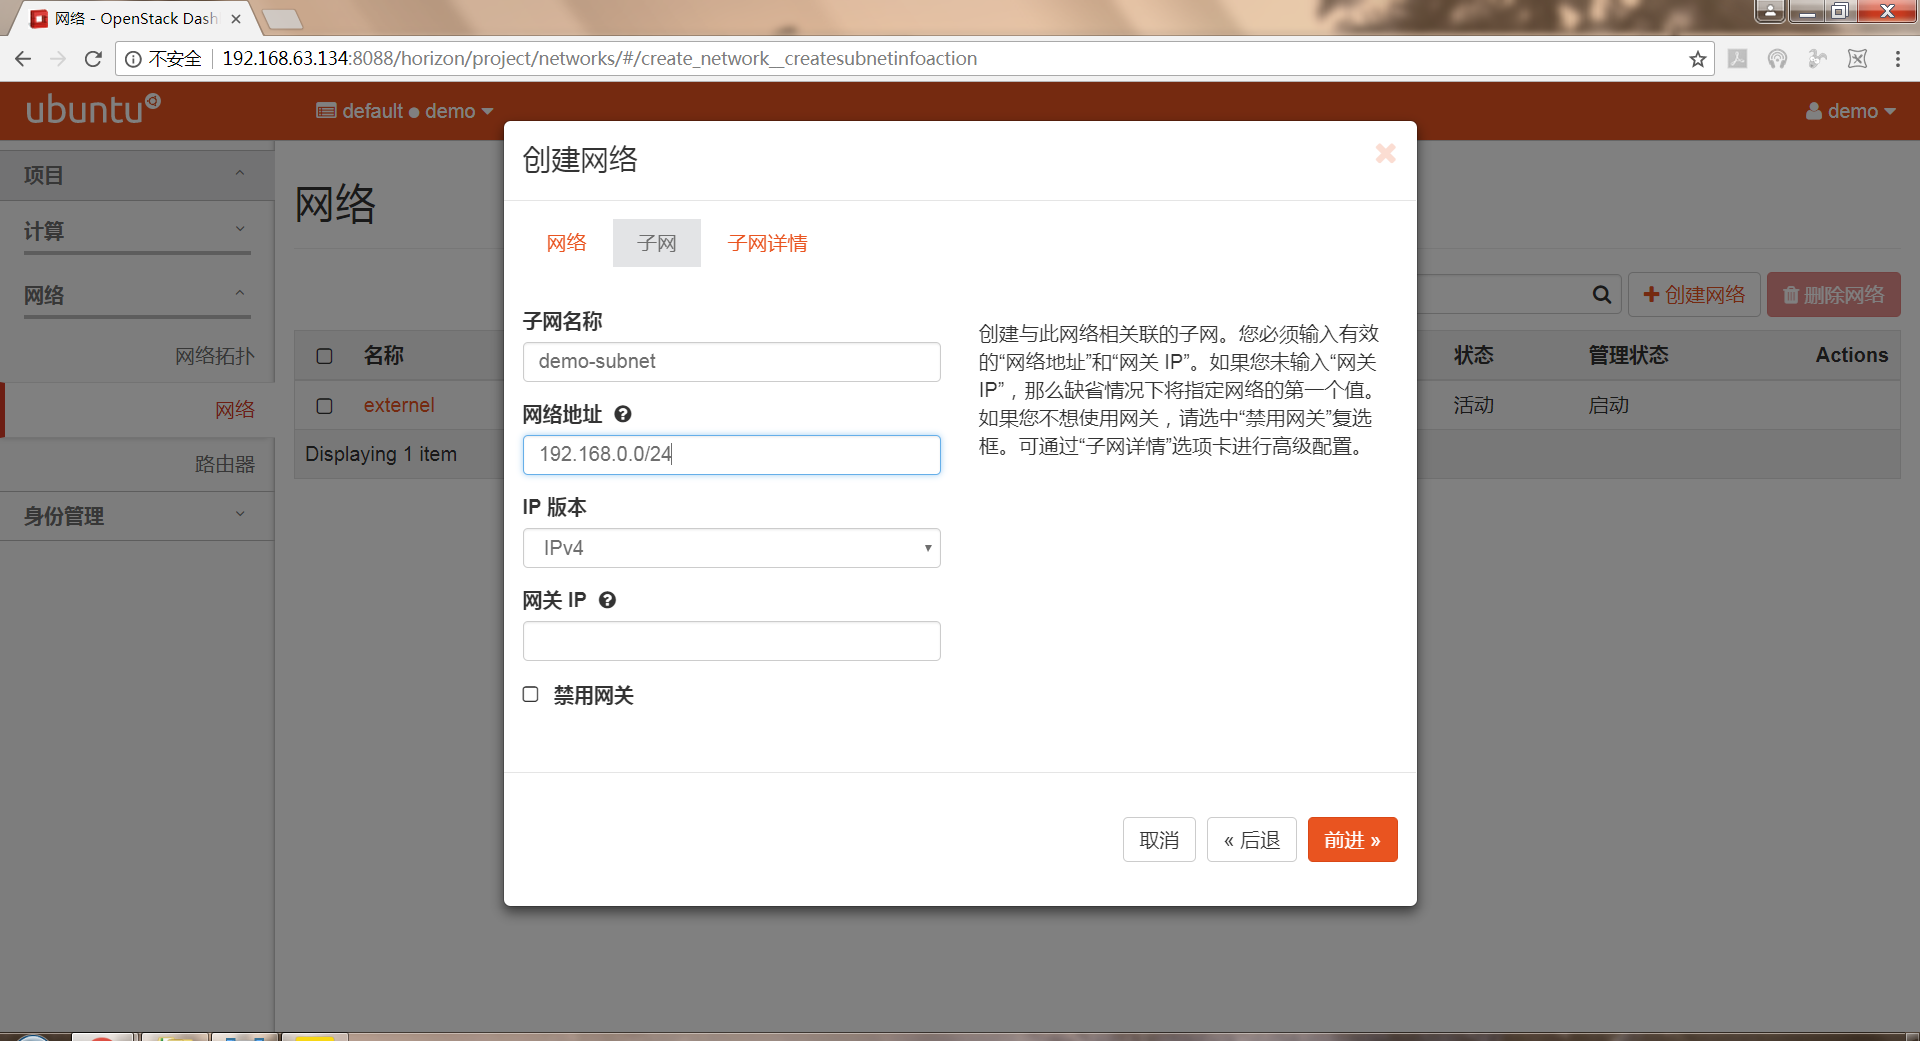 网络 - OpenStack Dash
不安全
192.168.63.134:8088/horizon/project/networks/#/create_network__createsubnetinfoaction
ubuntu
default ● demo
demo
项目
计算
网络
网络拓扑
网络
路由器
身份管理
网络
创建网络
删除网络
名称
状态
管理状态
Actions
externel
活动
启动
Displaying 1 item
创建网络
网络
子网
子网详情
子网名称
demo-subnet
网络地址
192.168.0.0/24
IP 版本
IPv4
网关 IP
禁用网关
创建与此网络相关联的子网。您必须输入有效
的“网络地址”和“网关 IP”。如果您未输入“网关
IP”，那么缺省情况下将指定网络的第一个值。
如果您不想使用网关，请选中“禁用网关”复选
框。可通过“子网详情”选项卡进行高级配置。
取消
« 后退
前进 »